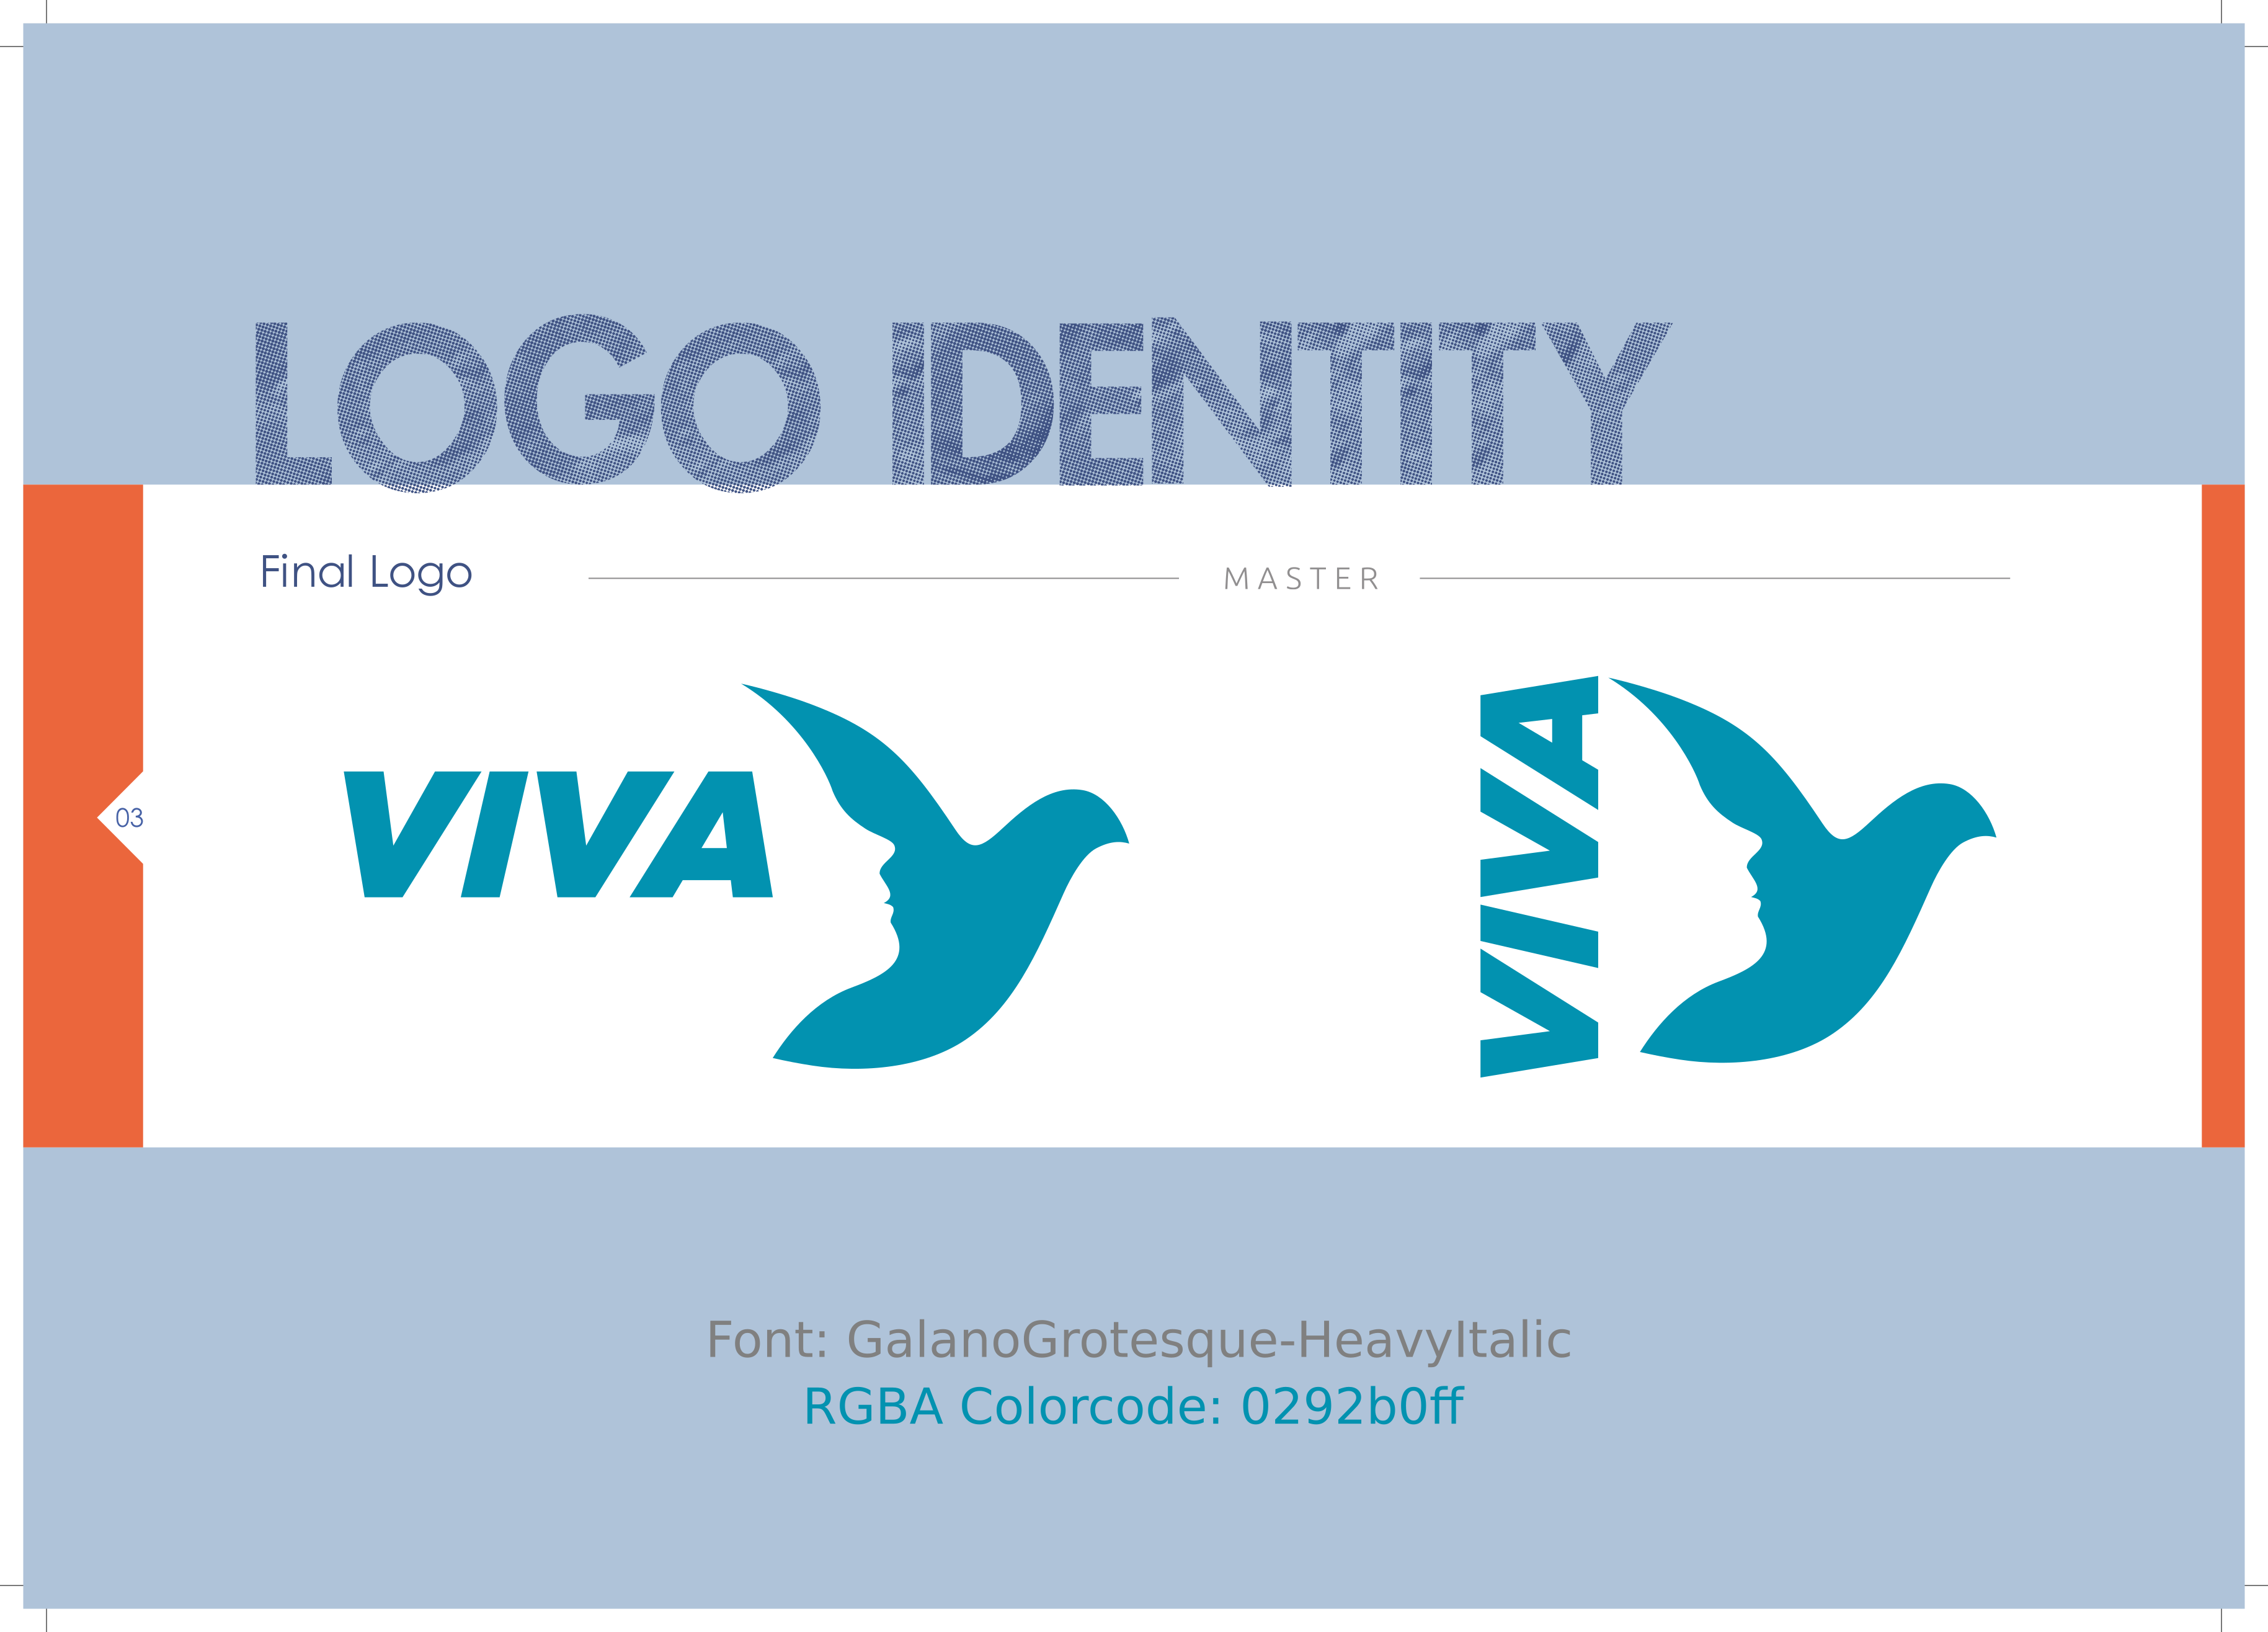 LOGO IDENTITY
Final Logo
MASTER
03
VIVA
VIVA
Font: GalanoGrotesque-HeavyItalic
RGBA Colorcode: 0292b0ff